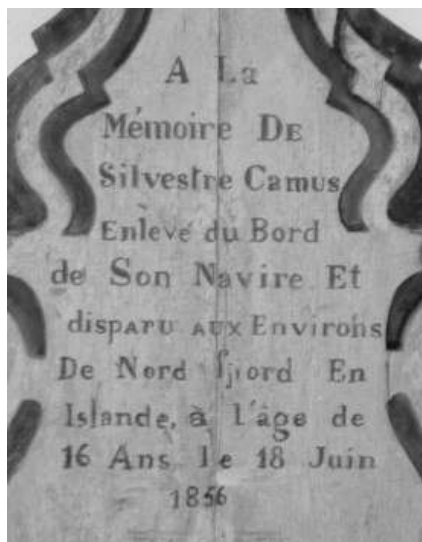 A La
Mémoire DE
Silvestre Camus
Enlevé du Bord
de Son Navire Et
disparu aux Environs
De Nord fjord En
Islande, à l'âge de
16 Ans le 18 Juin
1856